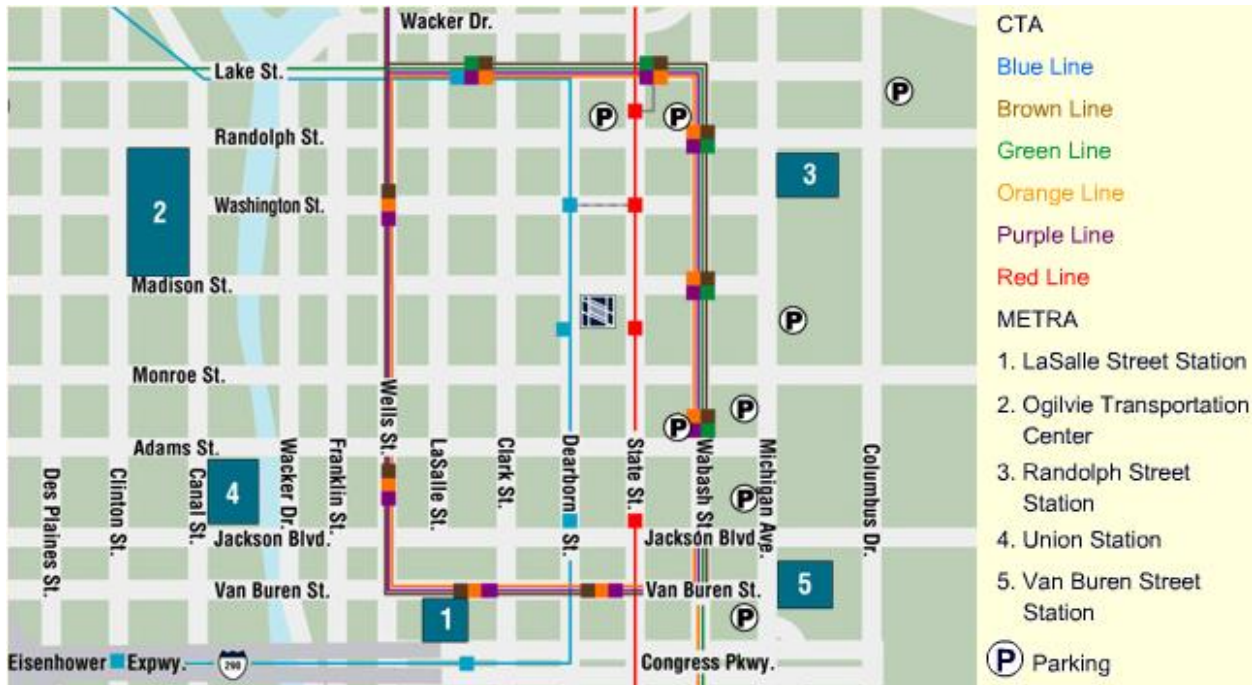 Wacker Dr.
Lake St.
Randolph St.
Washington St.
2
3
Madison St.
Monroe St.
Adams St.
Des Plaines St.
Clinton St.
Canal St.
Wacker Dr.
Franklin St.
Wells St.
LaSalle St.
Clark St.
Dearborn St.
State St.
Wabash St.
Michigan Ave.
Columbus Dr.
4
Jackson Blvd.
Jackson Blvd.
Van Buren St.
Van Buren St.
1
5
Eisenhower Expwy.
290
Congress Pkwy.
P
P
P
P
P
P
P
P
CTA
Blue Line
Brown Line
Green Line
Orange Line
Purple Line
Red Line
METRA
1. LaSalle Street Station
2. Ogilvie Transportation
Center
3. Randolph Street
Station
4. Union Station
5. Van Buren Street
Station
P Parking